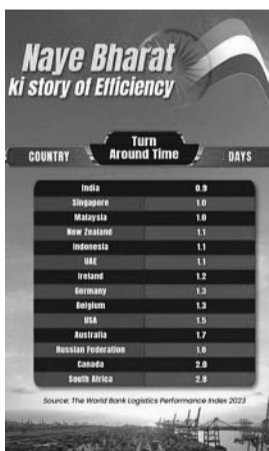 Naye Bharat
ki story of Efficiency
COUNTRY Turn Around Time DAYS
India 0.9
Singapore 1.0
Malaysia 1.0
New Zealand 1.1
Indonesia 1.1
UAE 1.1
Ireland 1.2
Germany 1.3
Belgium 1.3
USA 1.5
Australia 1.7
Russian Federation 1.8
Canada 2.0
South Africa 2.8
Source: The World Bank Logistics Performance Index 2023